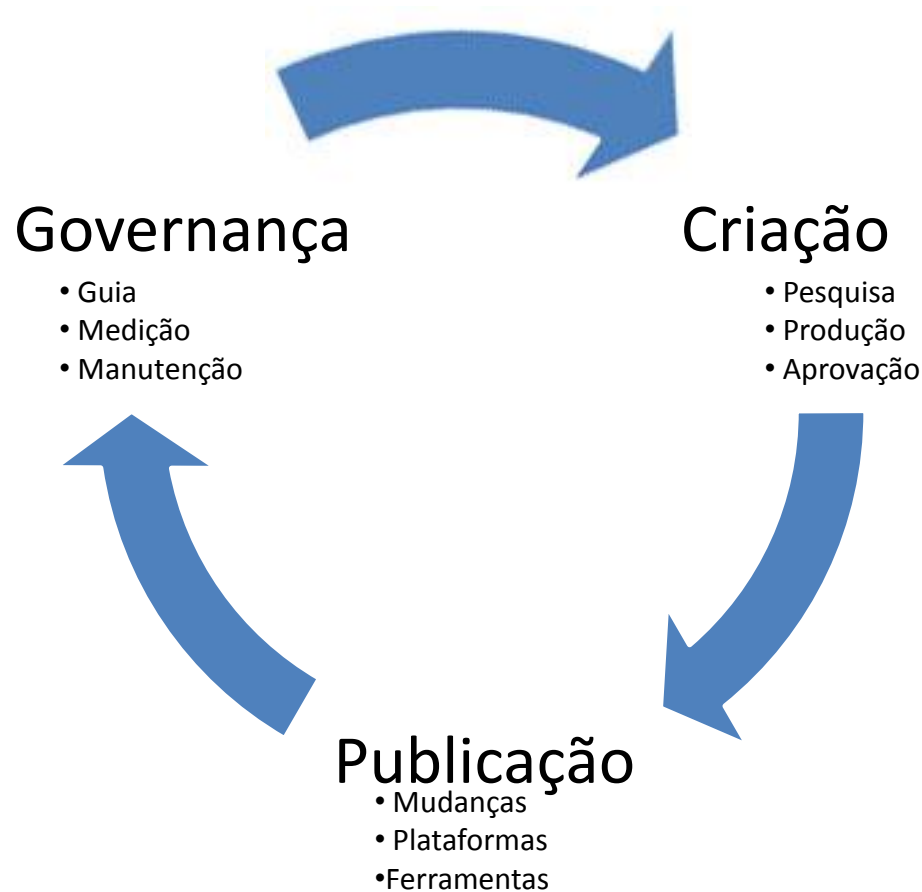 Governança
• Guia
• Medição
• Manutenção
Criação
• Pesquisa
• Produção
• Aprovação
Publicação
• Mudanças
• Plataformas
•Ferramentas